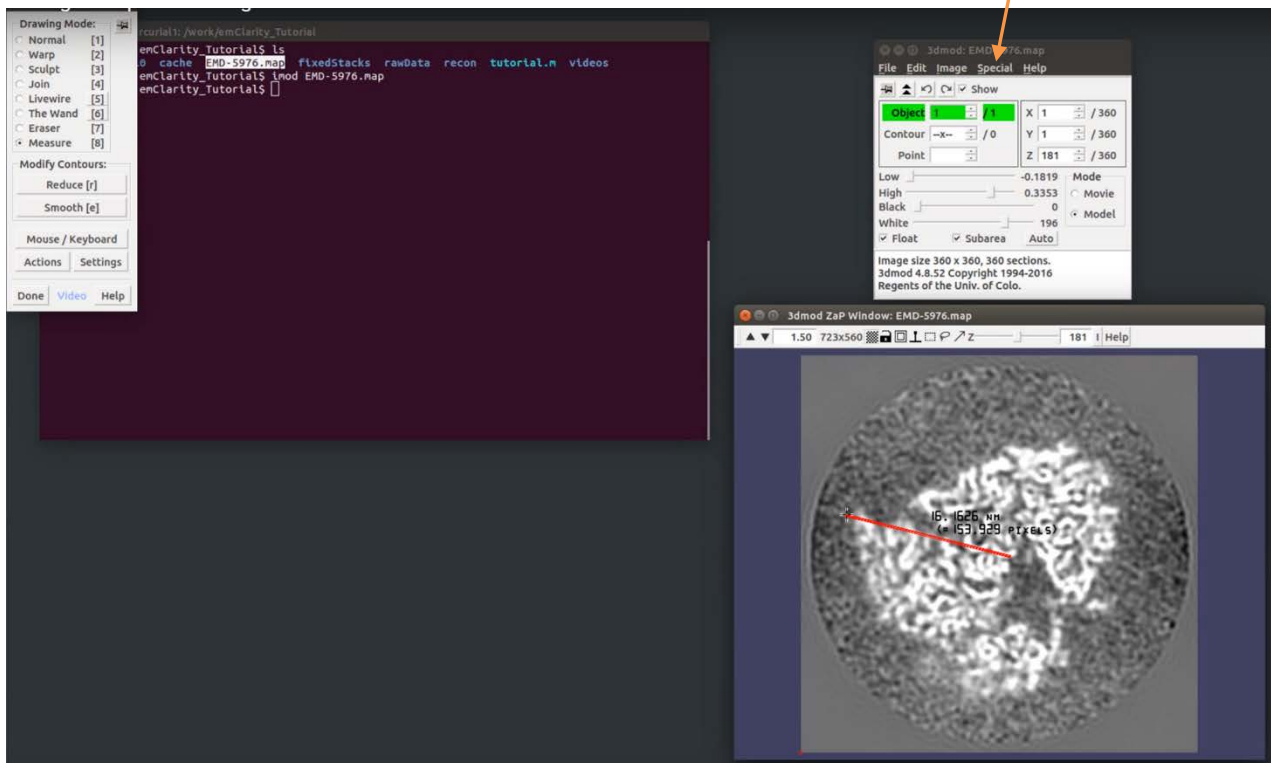 Drawing Mode:
Normal [1]
Warp [2]
Sculpt [3]
Join [4]
Livewire [5]
The Wand [6]
Eraser [7]
Measure [8]
Modify Contours:
Reduce [r]
Smooth [e]
Mouse / Keyboard
Actions Settings
Done Video Help
rcurial1: /work/emClarity_Tutorial
emClarity_Tutorial$ ls
0 cache EMD-5976.map fixedStacks rawData recon tutorial.m videos
emClarity_Tutorial$ imod EMD-5976.map
emClarity_Tutorial$
3dmod: EMD-5976.map
File Edit Image Special Help
Show
Object 1 / 1 X 1 / 360
Contour --x-- / 0 Y 1 / 360
Point Z 181 / 360
Low -0.1819 Mode
High 0.3353 Movie
Black 0
White 196 Model
Float Subarea Auto
Image size 360 x 360, 360 sections.
3dmod 4.8.52 Copyright 1994-2016
Regents of the Univ. of Colo.
3dmod ZaP Window: EMD-5976.map
1.50 723x560 Z 181 I Help
16.1626 NM
(= 153.929 PIXELS)